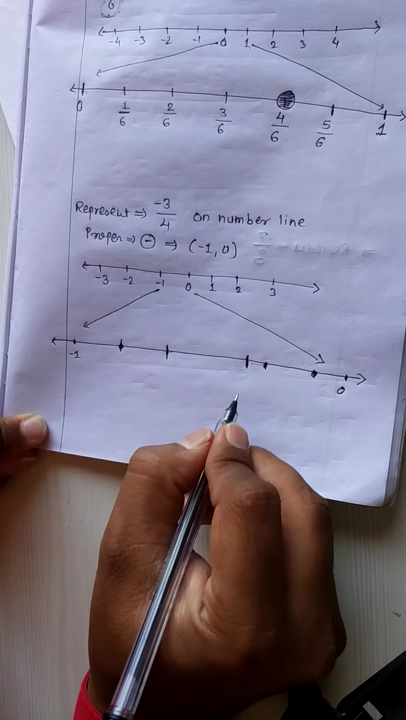 6
-4 -3 -2 -1 0 1 2 3 4
0 1/6 2/6 3/6 4/6 5/6 1
Represent ⇒ -3/4 on number line
Proper ⇒ ⊖ ⇒ (-1, 0)
-3 -2 -1 0 1 2 3
-1 0